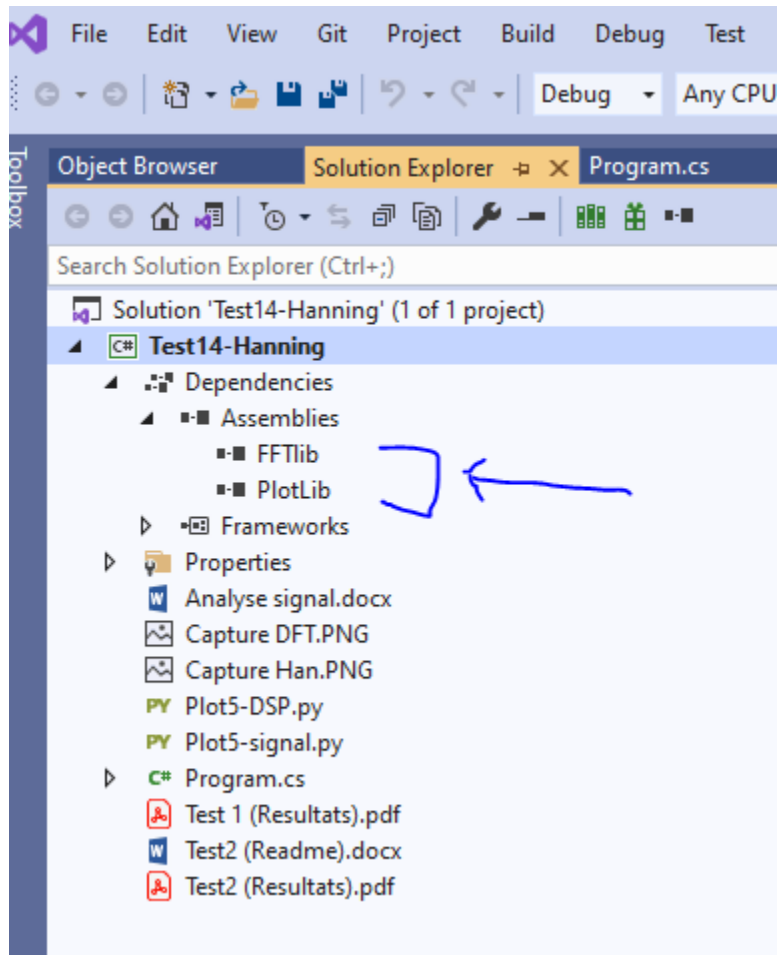 File Edit View Git Project Build Debug Test
Debug Any CPU
Toolbox
Object Browser Solution Explorer Program.cs
Search Solution Explorer (Ctrl+;)
Solution 'Test14-Hanning' (1 of 1 project)
C# Test14-Hanning
Dependencies
Assemblies
FFTlib
PlotLib
Frameworks
Properties
W Analyse signal.docx
Capture DFT.PNG
Capture Han.PNG
PY Plot5-DSP.py
PY Plot5-signal.py
C# Program.cs
Test 1 (Resultats).pdf
W Test2 (Readme).docx
Test2 (Resultats).pdf